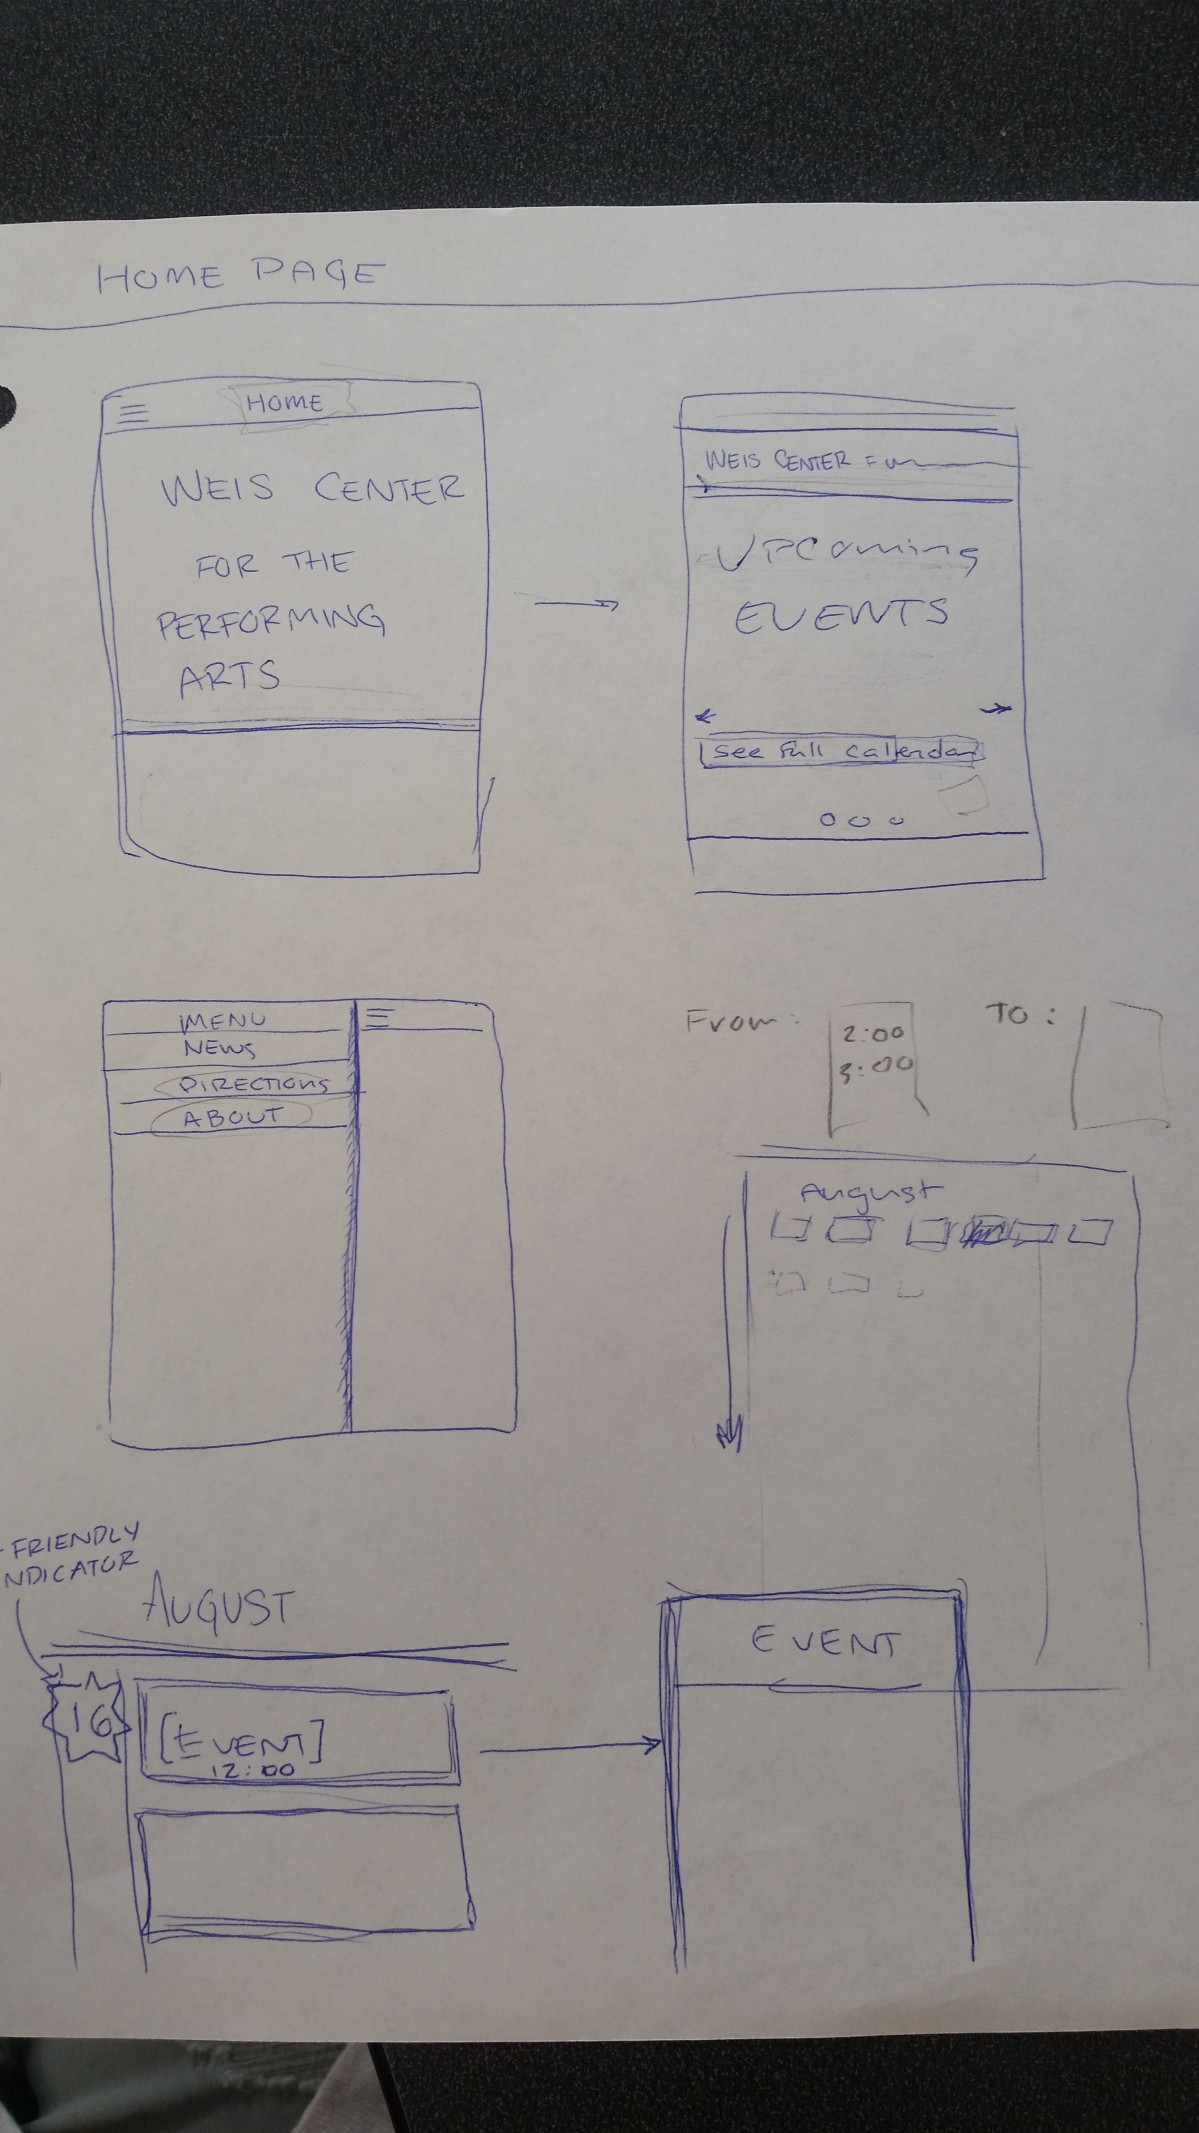 HOME PAGE
HOME
WEIS CENTER
FOR THE
PERFORMING
ARTS
WEIS CENTER
UPComing
EVENTS
See full calendar
MENU
NEWS
DIRECTIONS
ABOUT
From:
2:00
3:00
TO:
August
-FRIENDLY
NDICATOR
AUGUST
16
[EVENT]
12:00
EVENT